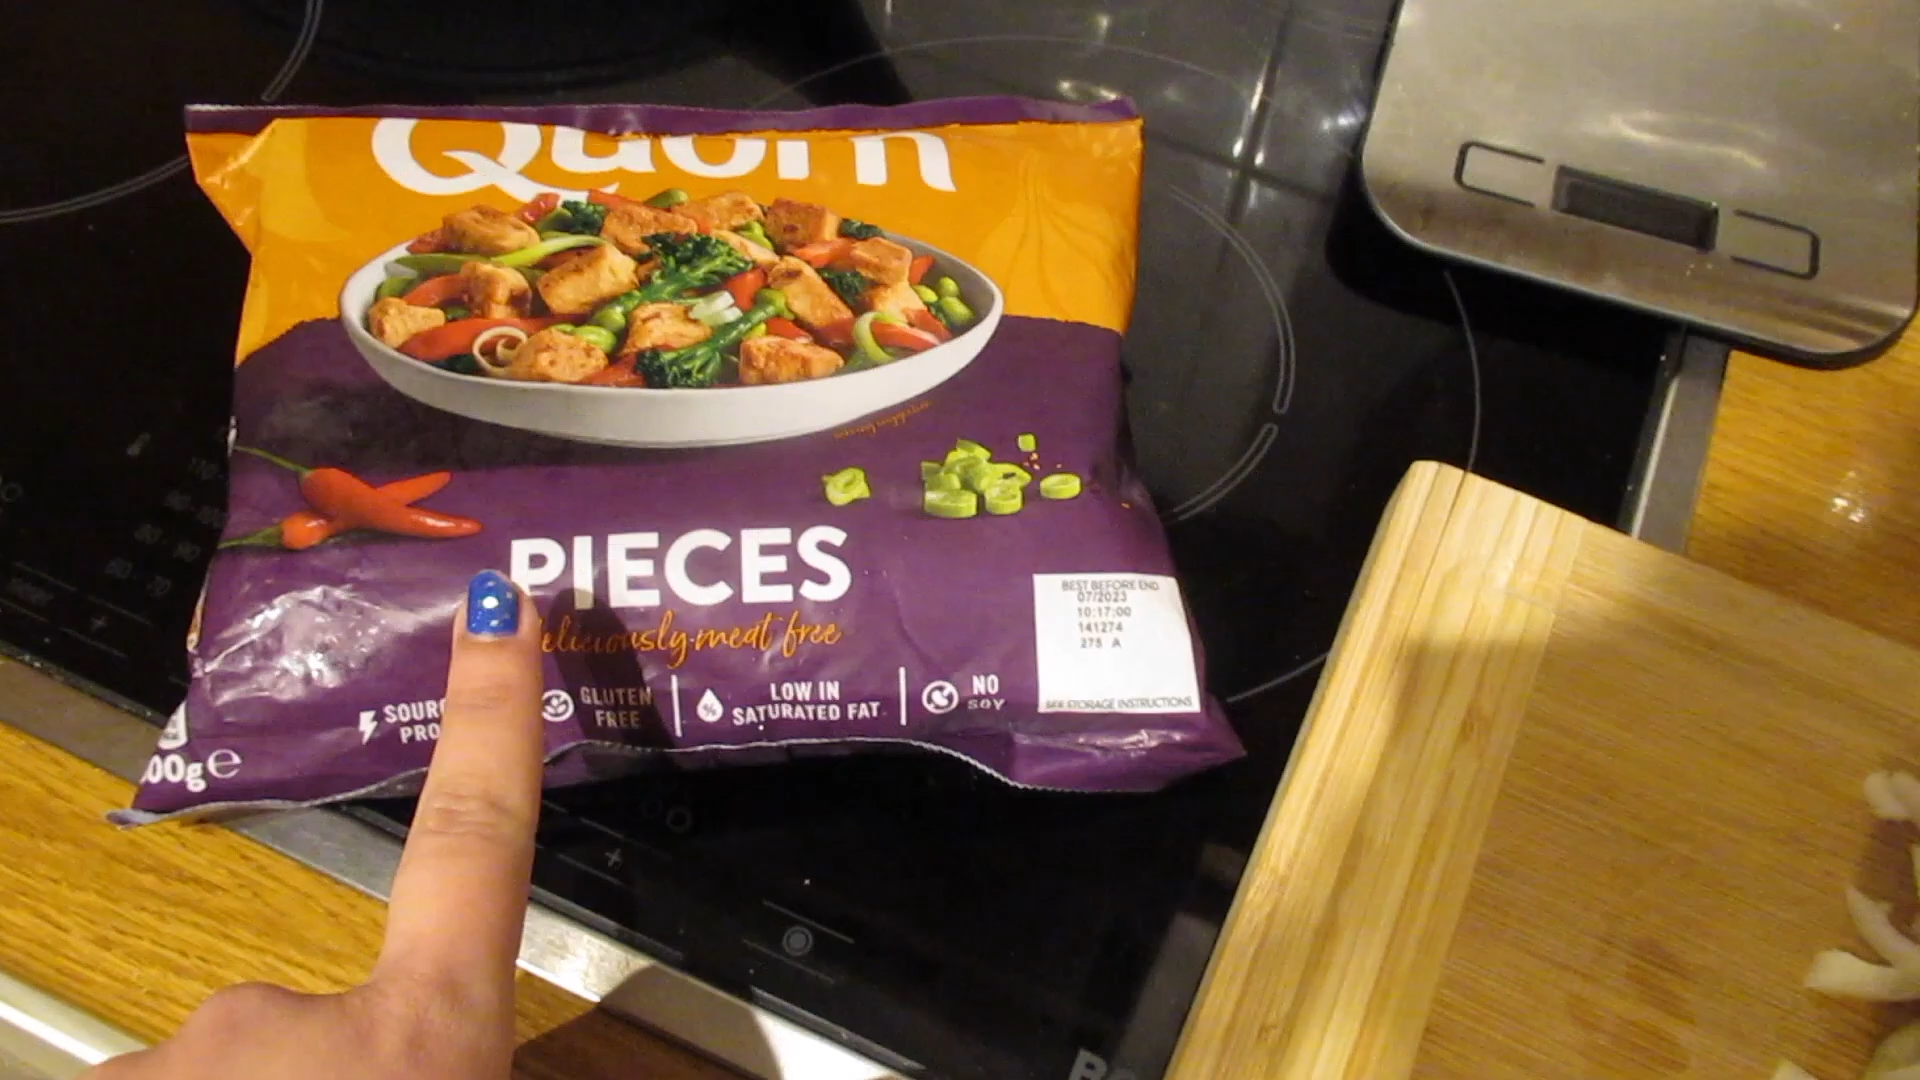 Quorn
PIECES
deliciously meat free
GLUTEN
FREE
LOW IN
SATURATED FAT
NO
SOY
BEST BEFORE END
07/2023
10:17:00
141274
275 A
SEE STORAGE INSTRUCTIONS
00g℮